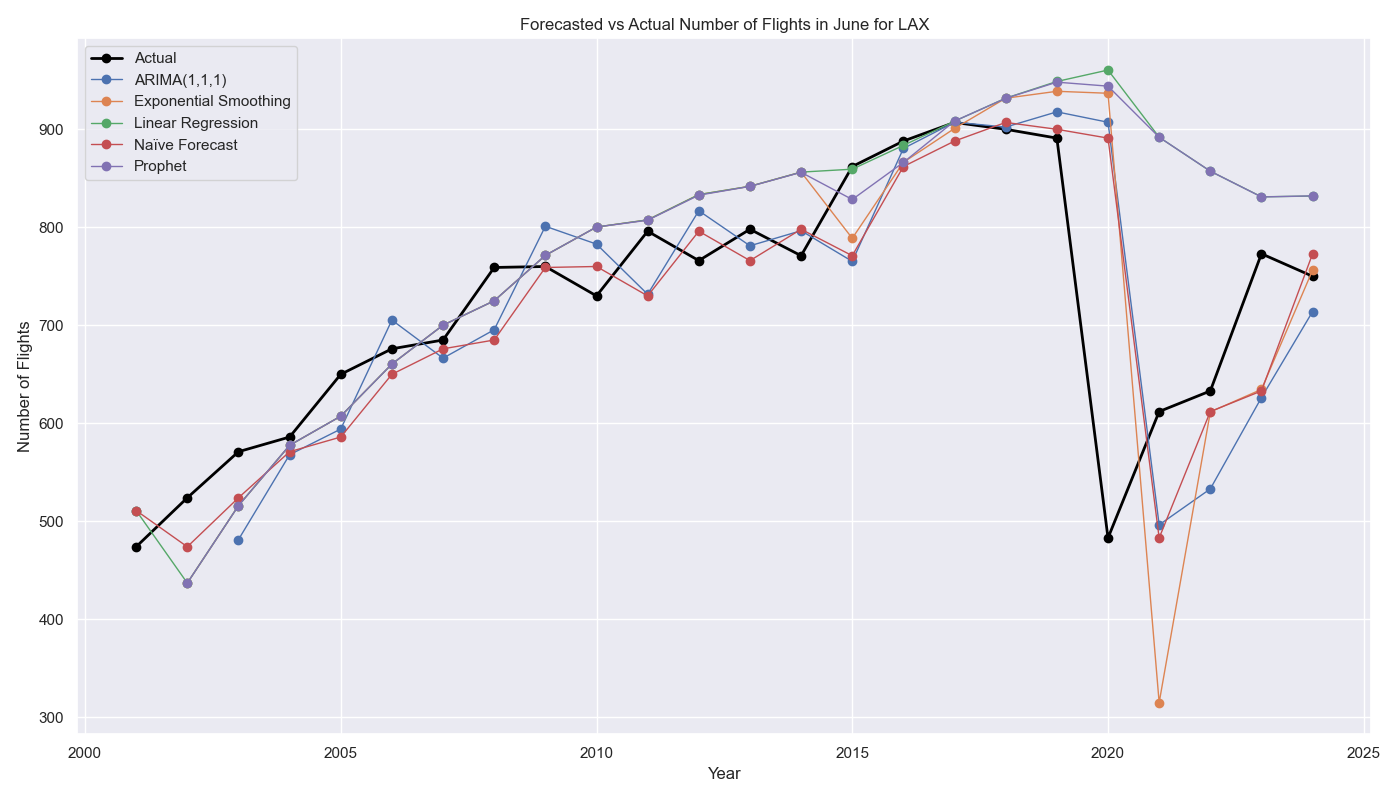 Forecasted vs Actual Number of Flights in June for LAX
Actual
ARIMA(1,1,1)
Exponential Smoothing
Linear Regression
Naïve Forecast
Prophet
Number of Flights
900
800
700
600
500
400
300
2000
2005
2010
2015
2020
2025
Year